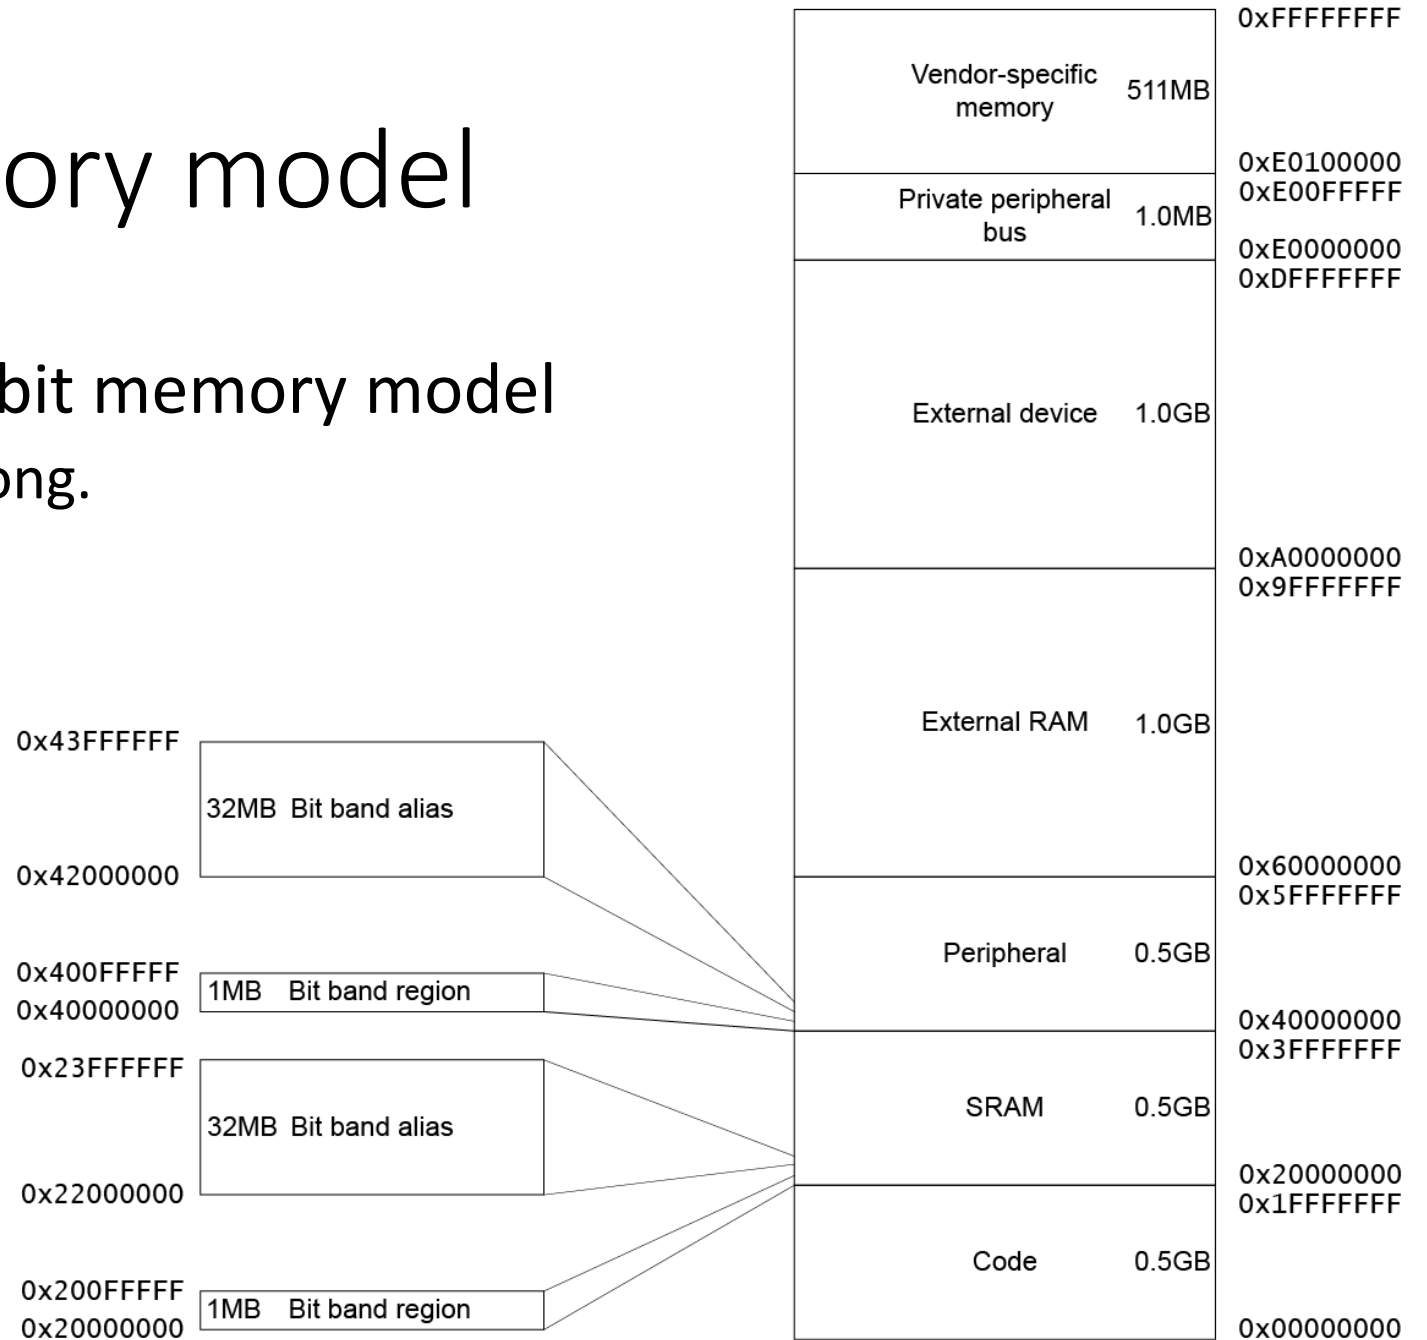 ory model
bit memory model
ong.
0xFFFFFFFF
Vendor-specific
memory
511MB
0xE0100000
0xE00FFFFF
Private peripheral
bus
1.0MB
0xE0000000
0xDFFFFFFF
External device 1.0GB
0xA0000000
0x9FFFFFFF
External RAM 1.0GB
0x60000000
0x5FFFFFFF
Peripheral 0.5GB
0x40000000
0x3FFFFFFF
SRAM 0.5GB
0x20000000
0x1FFFFFFF
Code 0.5GB
0x00000000
0x43FFFFFF
32MB Bit band alias
0x42000000
0x400FFFFF
1MB Bit band region
0x40000000
0x23FFFFFF
32MB Bit band alias
0x22000000
0x200FFFFF
1MB Bit band region
0x20000000